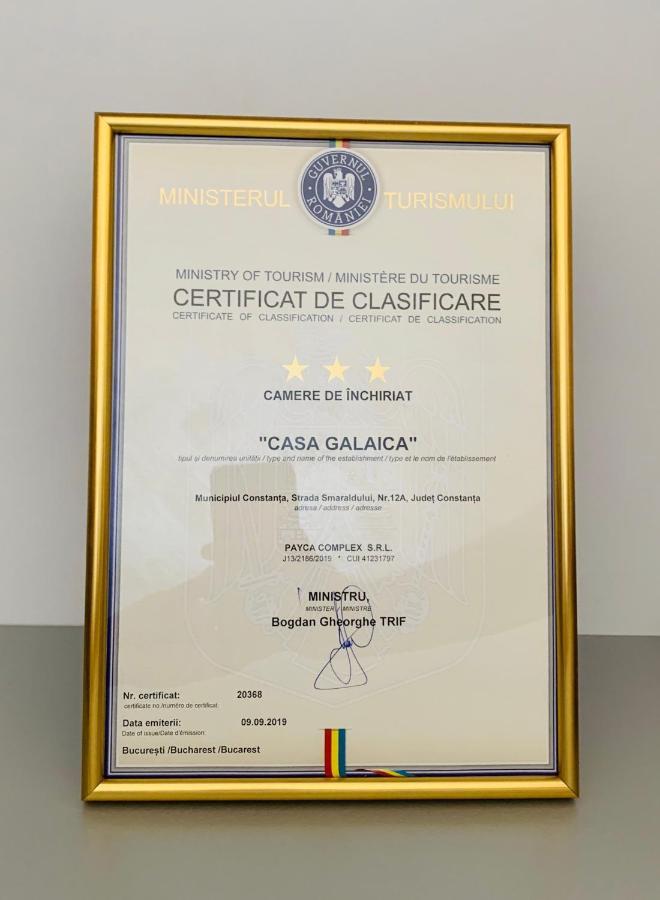 GUVERNUL
ROMÂNIEI
MINISTERUL TURISMULUI
MINISTRY OF TOURISM / MINISTÈRE DU TOURISME
CERTIFICAT DE CLASIFICARE
CERTIFICATE OF CLASSIFICATION / CERTIFICAT DE CLASSIFICATION
CAMERE DE ÎNCHIRIAT
"CASA GALAICA"
tipul și denumirea unității / type and name of the establishment / type et le nom de l'établissement
Municipiul Constanța, Strada Smaraldului, Nr.12A, Județ Constanța
adresa / address / adresse
PAYCA COMPLEX S.R.L.
J13/2186/2019 * CUI 41231797
MINISTRU,
MINISTER / MINISTRE
Bogdan Gheorghe TRIF
Nr. certificat: 20368
certificate no./numéro de certificat:
Data emiterii: 09.09.2019
Date of issue/Date d'émission:
București /Bucharest /Bucarest